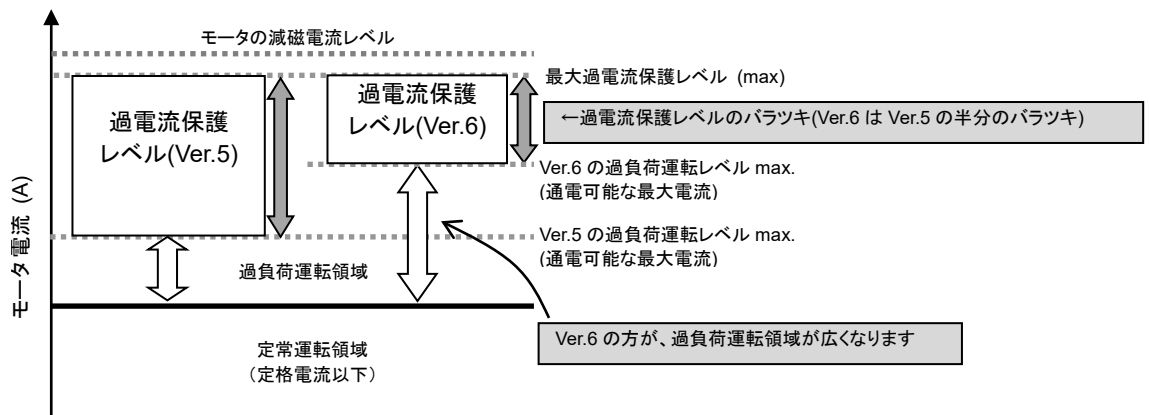 モータの減磁電流レベル
最大過電流保護レベル (max)
過電流保護
レベル(Ver.5)
過電流保護
レベル(Ver.6)
←過電流保護レベルのバラツキ(Ver.6 は Ver.5 の半分のバラツキ)
Ver.6 の過負荷運転レベル max.
(通電可能な最大電流)
Ver.5 の過負荷運転レベル max.
(通電可能な最大電流)
モータ電流 (A)
過負荷運転領域
Ver.6 の方が、過負荷運転領域が広くなります
定常運転領域
（定格電流以下）